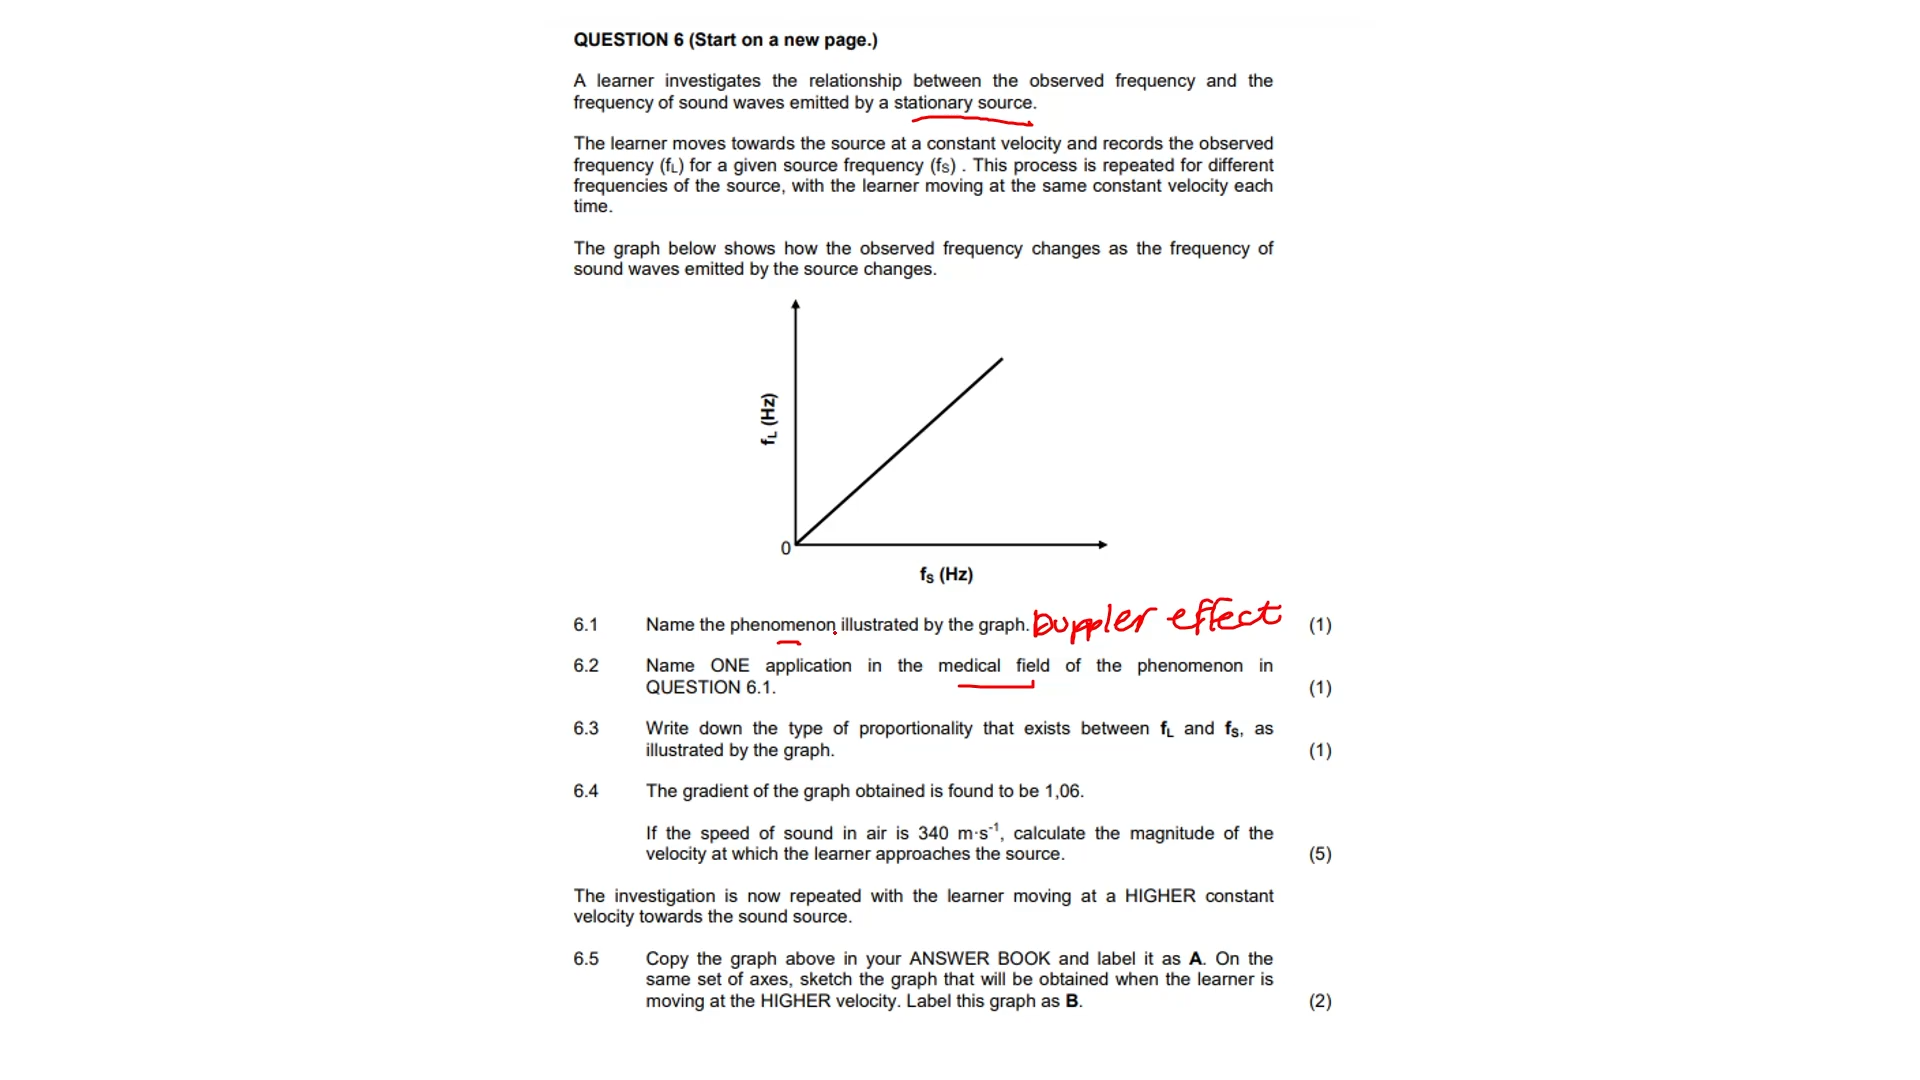 QUESTION 6 (Start on a new page.)
A learner investigates the relationship between the observed frequency and the
frequency of sound waves emitted by a stationary source.
The learner moves towards the source at a constant velocity and records the observed
frequency (fL) for a given source frequency (fS) . This process is repeated for different
frequencies of the source, with the learner moving at the same constant velocity each
time.
The graph below shows how the observed frequency changes as the frequency of
sound waves emitted by the source changes.
fL (Hz)
0
fS (Hz)
6.1 Name the phenomenon illustrated by the graph. Duppler effect (1)
6.2 Name ONE application in the medical field of the phenomenon in
QUESTION 6.1. (1)
6.3 Write down the type of proportionality that exists between fL and fS, as
illustrated by the graph. (1)
6.4 The gradient of the graph obtained is found to be 1,06.
If the speed of sound in air is 340 m·s⁻¹, calculate the magnitude of the
velocity at which the learner approaches the source. (5)
The investigation is now repeated with the learner moving at a HIGHER constant
velocity towards the sound source.
6.5 Copy the graph above in your ANSWER BOOK and label it as A. On the
same set of axes, sketch the graph that will be obtained when the learner is
moving at the HIGHER velocity. Label this graph as B. (2)